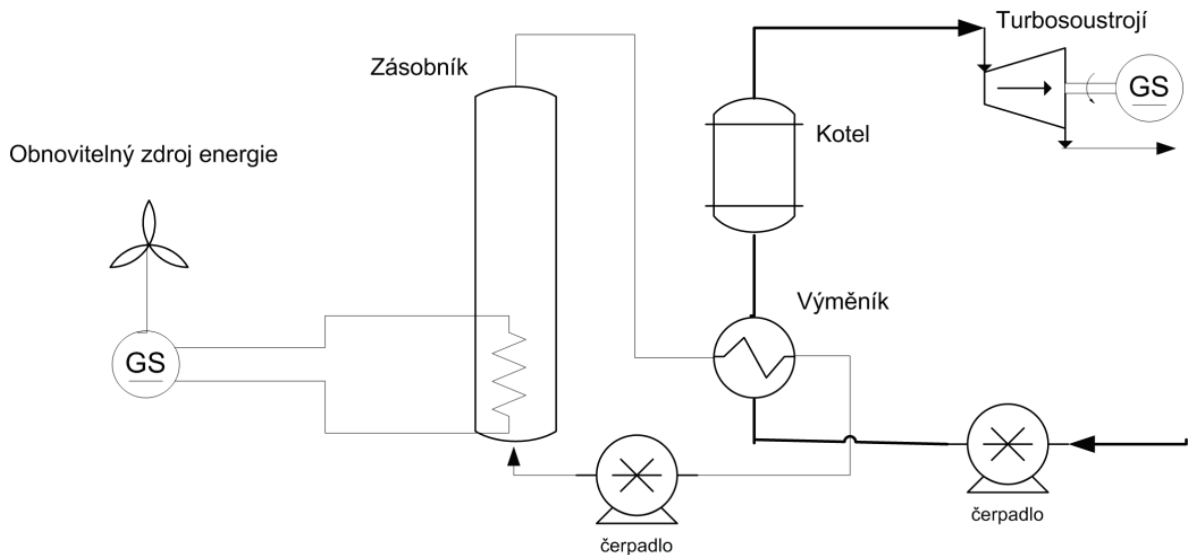 Turbosoustrojí
Zásobník
GS
Kotel
Obnovitelný zdroj energie
Výměník
GS
čerpadlo
čerpadlo